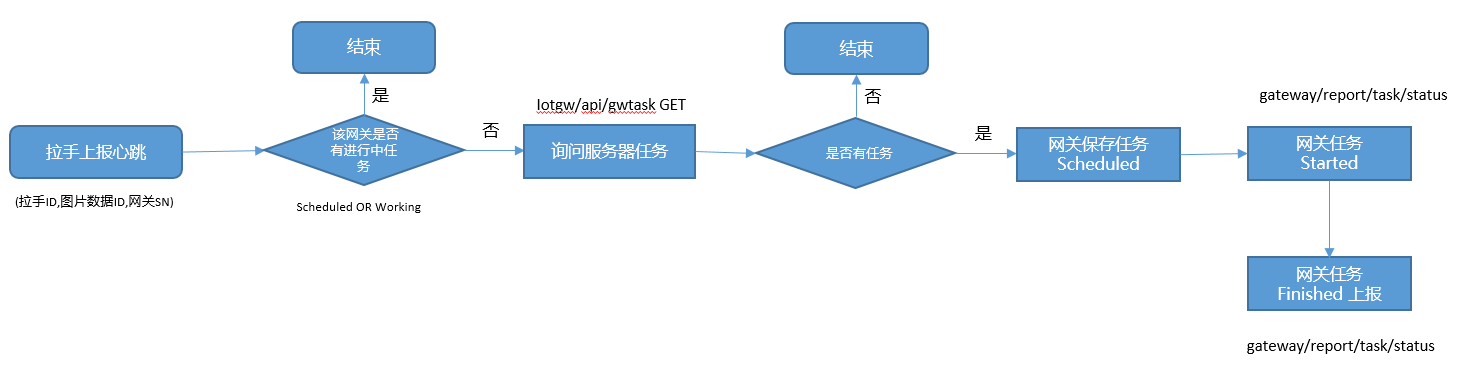 结束
结束
是
否
Iotgw/api/gwtask GET
否
gateway/report/task/status
拉手上报心跳
该网关是否
有进行中任
务
询问服务器任务
是否有任务
是
网关保存任务
Scheduled
网关任务
Started
(拉手ID,图片数据ID,网关SN)
Scheduled OR Working
网关任务
Finished 上报
gateway/report/task/status